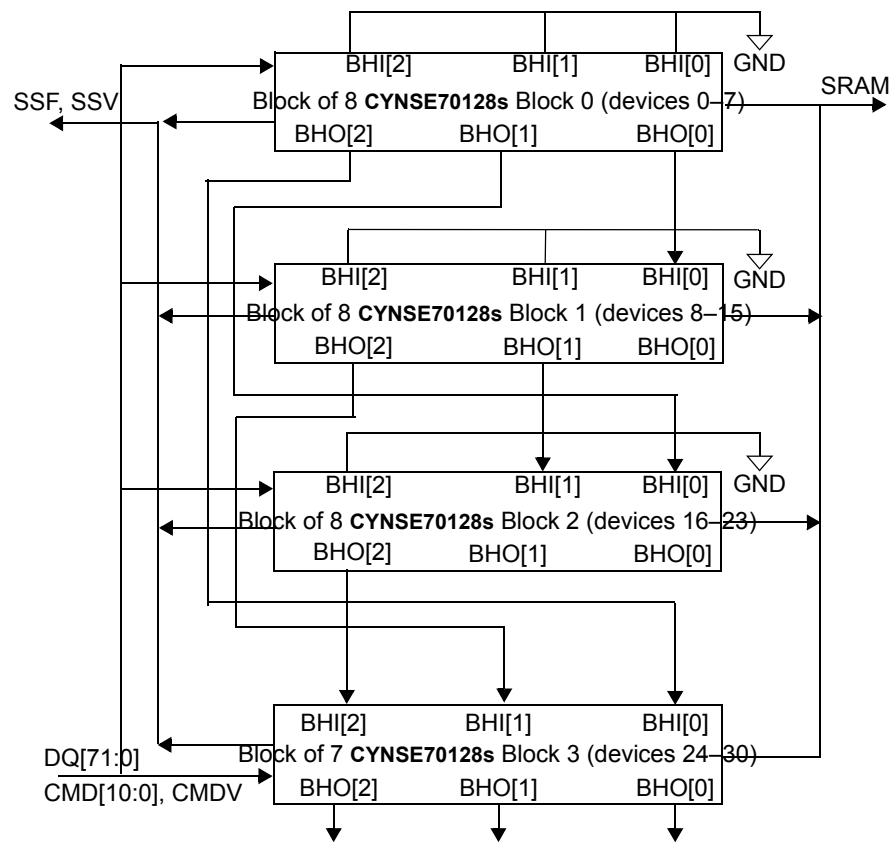 BHI[2] BHI[1] BHI[0] GND
SSF, SSV Block of 8 CYNSE70128s Block 0 (devices 0–7) SRAM
BHO[2] BHO[1] BHO[0]
BHI[2] BHI[1] BHI[0] GND
Block of 8 CYNSE70128s Block 1 (devices 8–15)
BHO[2] BHO[1] BHO[0]
BHI[2] BHI[1] BHI[0] GND
Block of 8 CYNSE70128s Block 2 (devices 16–23)
BHO[2] BHO[1] BHO[0]
BHI[2] BHI[1] BHI[0]
DQ[71:0] Block of 7 CYNSE70128s Block 3 (devices 24–30)
CMD[10:0], CMDV BHO[2] BHO[1] BHO[0]